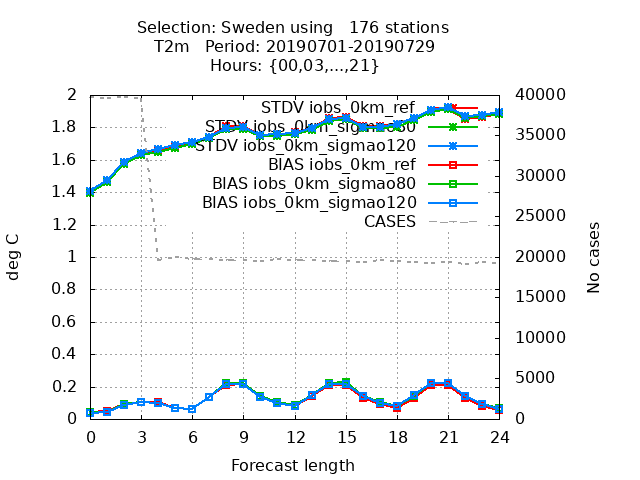 Selection: Sweden using 176 stations
T2m Period: 20190701-20190729
Hours: {00,03,...,21}
2
1.8
1.6
1.4
1.2
1
0.8
0.6
0.4
0.2
0
40000
35000
30000
25000
20000
15000
10000
5000
0
STDV iobs_0km_ref
STDV iobs_0km_sigmao80
STDV iobs_0km_sigmao120
BIAS iobs_0km_ref
BIAS iobs_0km_sigmao80
BIAS iobs_0km_sigmao120
CASES
deg C
No cases
0 3 6 9 12 15 18 21 24
Forecast length